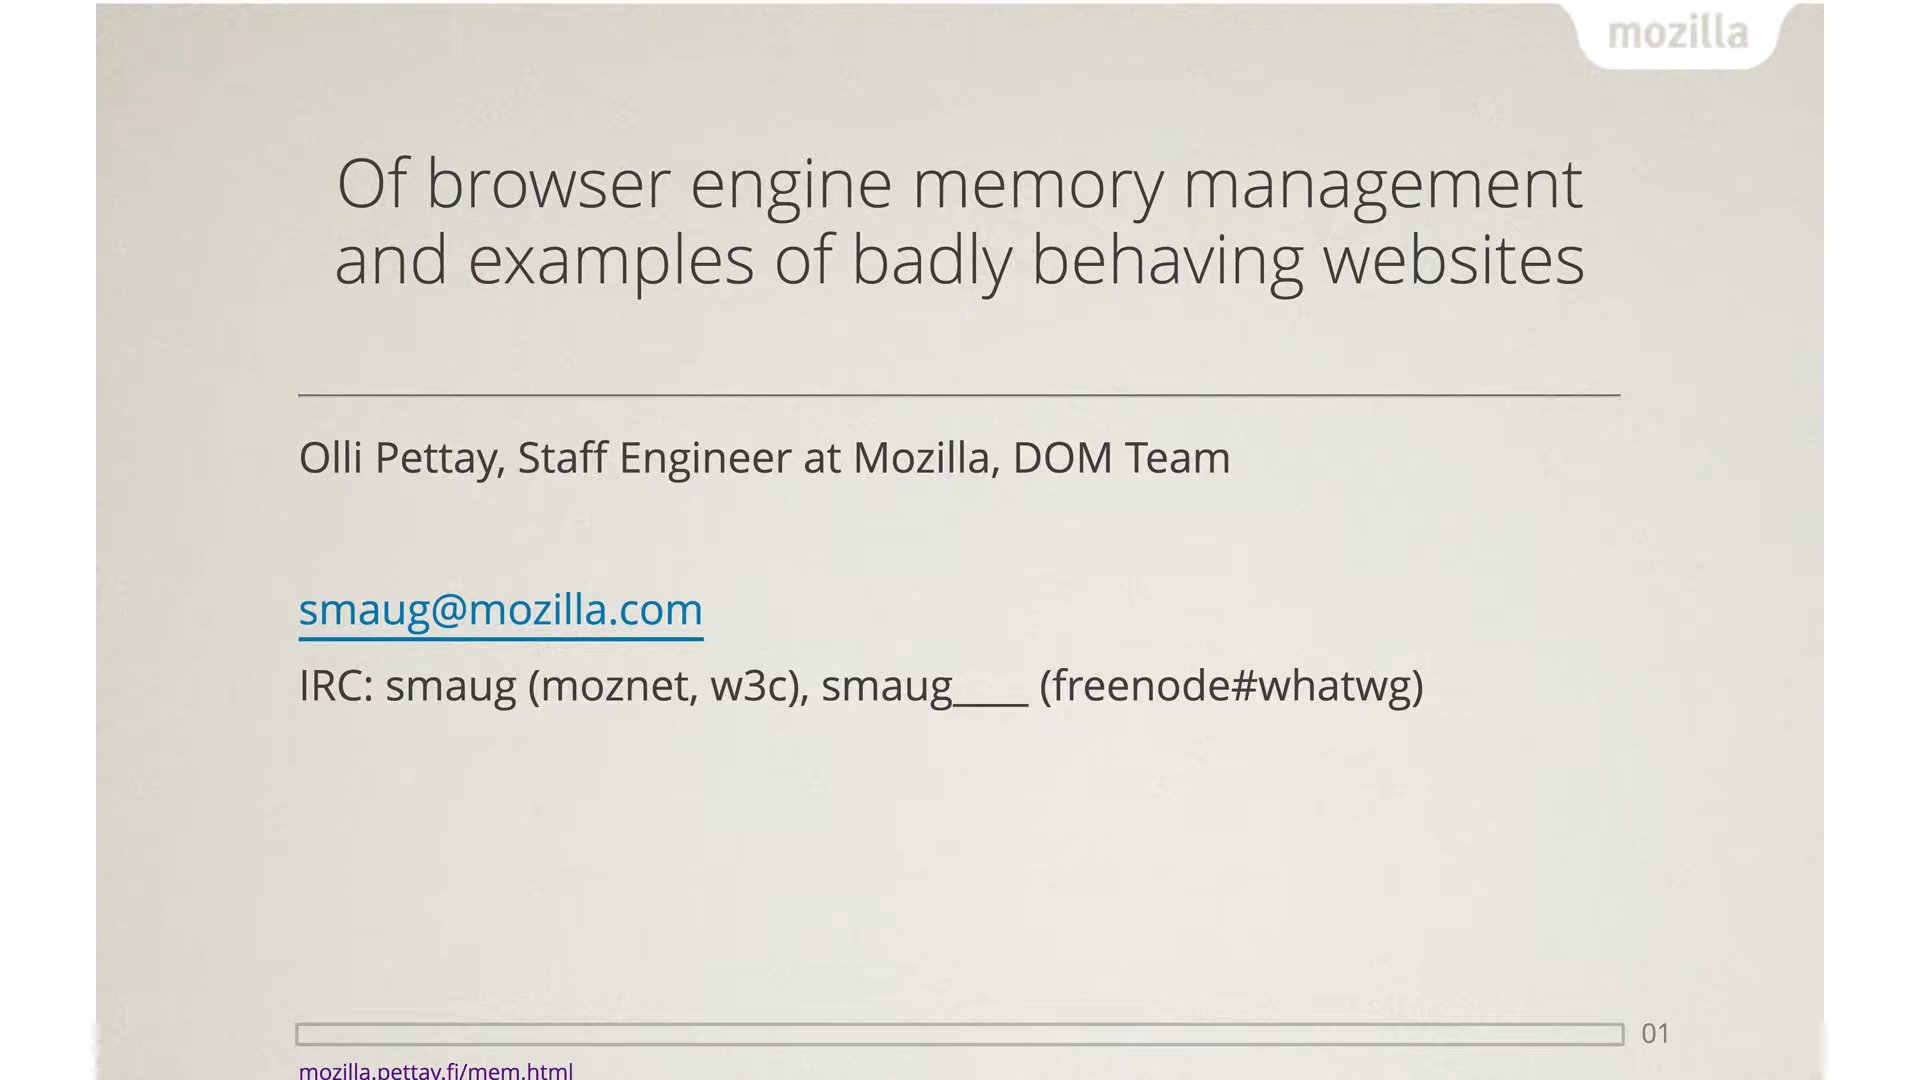 mozilla
Of browser engine memory management
and examples of badly behaving websites
Olli Pettay, Staff Engineer at Mozilla, DOM Team
smaug@mozilla.com
IRC: smaug (moznet, w3c), smaug____ (freenode#whatwg)
01
mozilla.pettay.fi/mem.html